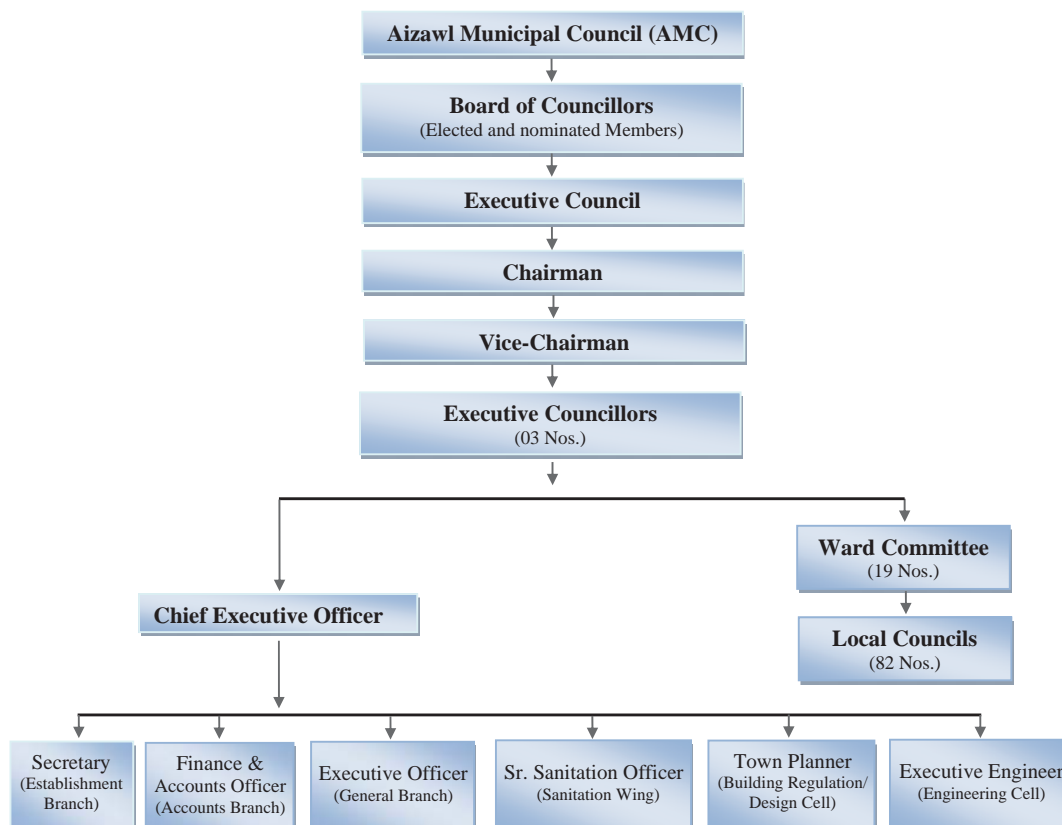 Aizawl Municipal Council (AMC)
Board of Councillors
(Elected and nominated Members)
Executive Council
Chairman
Vice-Chairman
Executive Councillors
(03 Nos.)
Ward Committee
(19 Nos.)
Chief Executive Officer
Local Councils
(82 Nos.)
Secretary
(Establishment
Branch)
Finance &
Accounts Officer
(Accounts Branch)
Executive Officer
(General Branch)
Sr. Sanitation Officer
(Sanitation Wing)
Town Planner
(Building Regulation/
Design Cell)
Executive Engineer
(Engineering Cell)